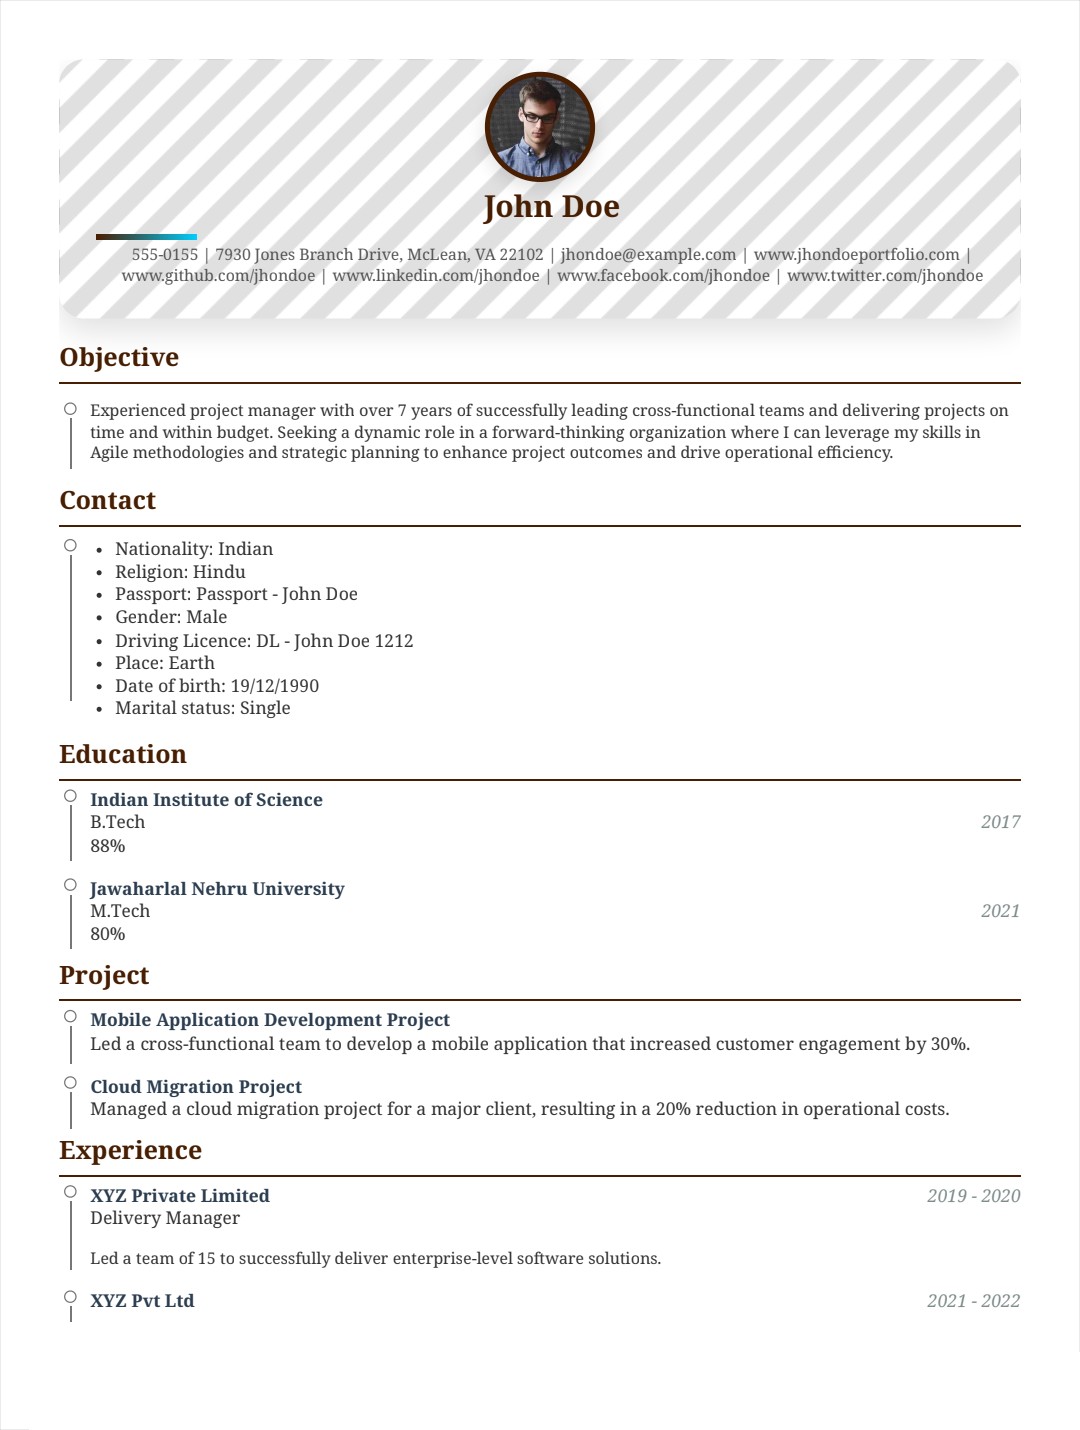 John Doe
555-0155 | 7930 Jones Branch Drive, McLean, VA 22102 | jhondoe@example.com | www.jhondoeportfolio.com |
www.github.com/jhondoe | www.linkedin.com/jhondoe | www.facebook.com/jhondoe | www.twitter.com/jhondoe
Objective
Experienced project manager with over 7 years of successfully leading cross-functional teams and delivering projects on
time and within budget. Seeking a dynamic role in a forward-thinking organization where I can leverage my skills in
Agile methodologies and strategic planning to enhance project outcomes and drive operational efficiency.
Contact
• Nationality: Indian
• Religion: Hindu
• Passport: Passport - John Doe
• Gender: Male
• Driving Licence: DL - John Doe 1212
• Place: Earth
• Date of birth: 19/12/1990
• Marital status: Single
Education
Indian Institute of Science
B.Tech 2017
88%
Jawaharlal Nehru University
M.Tech 2021
80%
Project
Mobile Application Development Project
Led a cross-functional team to develop a mobile application that increased customer engagement by 30%.
Cloud Migration Project
Managed a cloud migration project for a major client, resulting in a 20% reduction in operational costs.
Experience
XYZ Private Limited 2019 - 2020
Delivery Manager
Led a team of 15 to successfully deliver enterprise-level software solutions.
XYZ Pvt Ltd 2021 - 2022